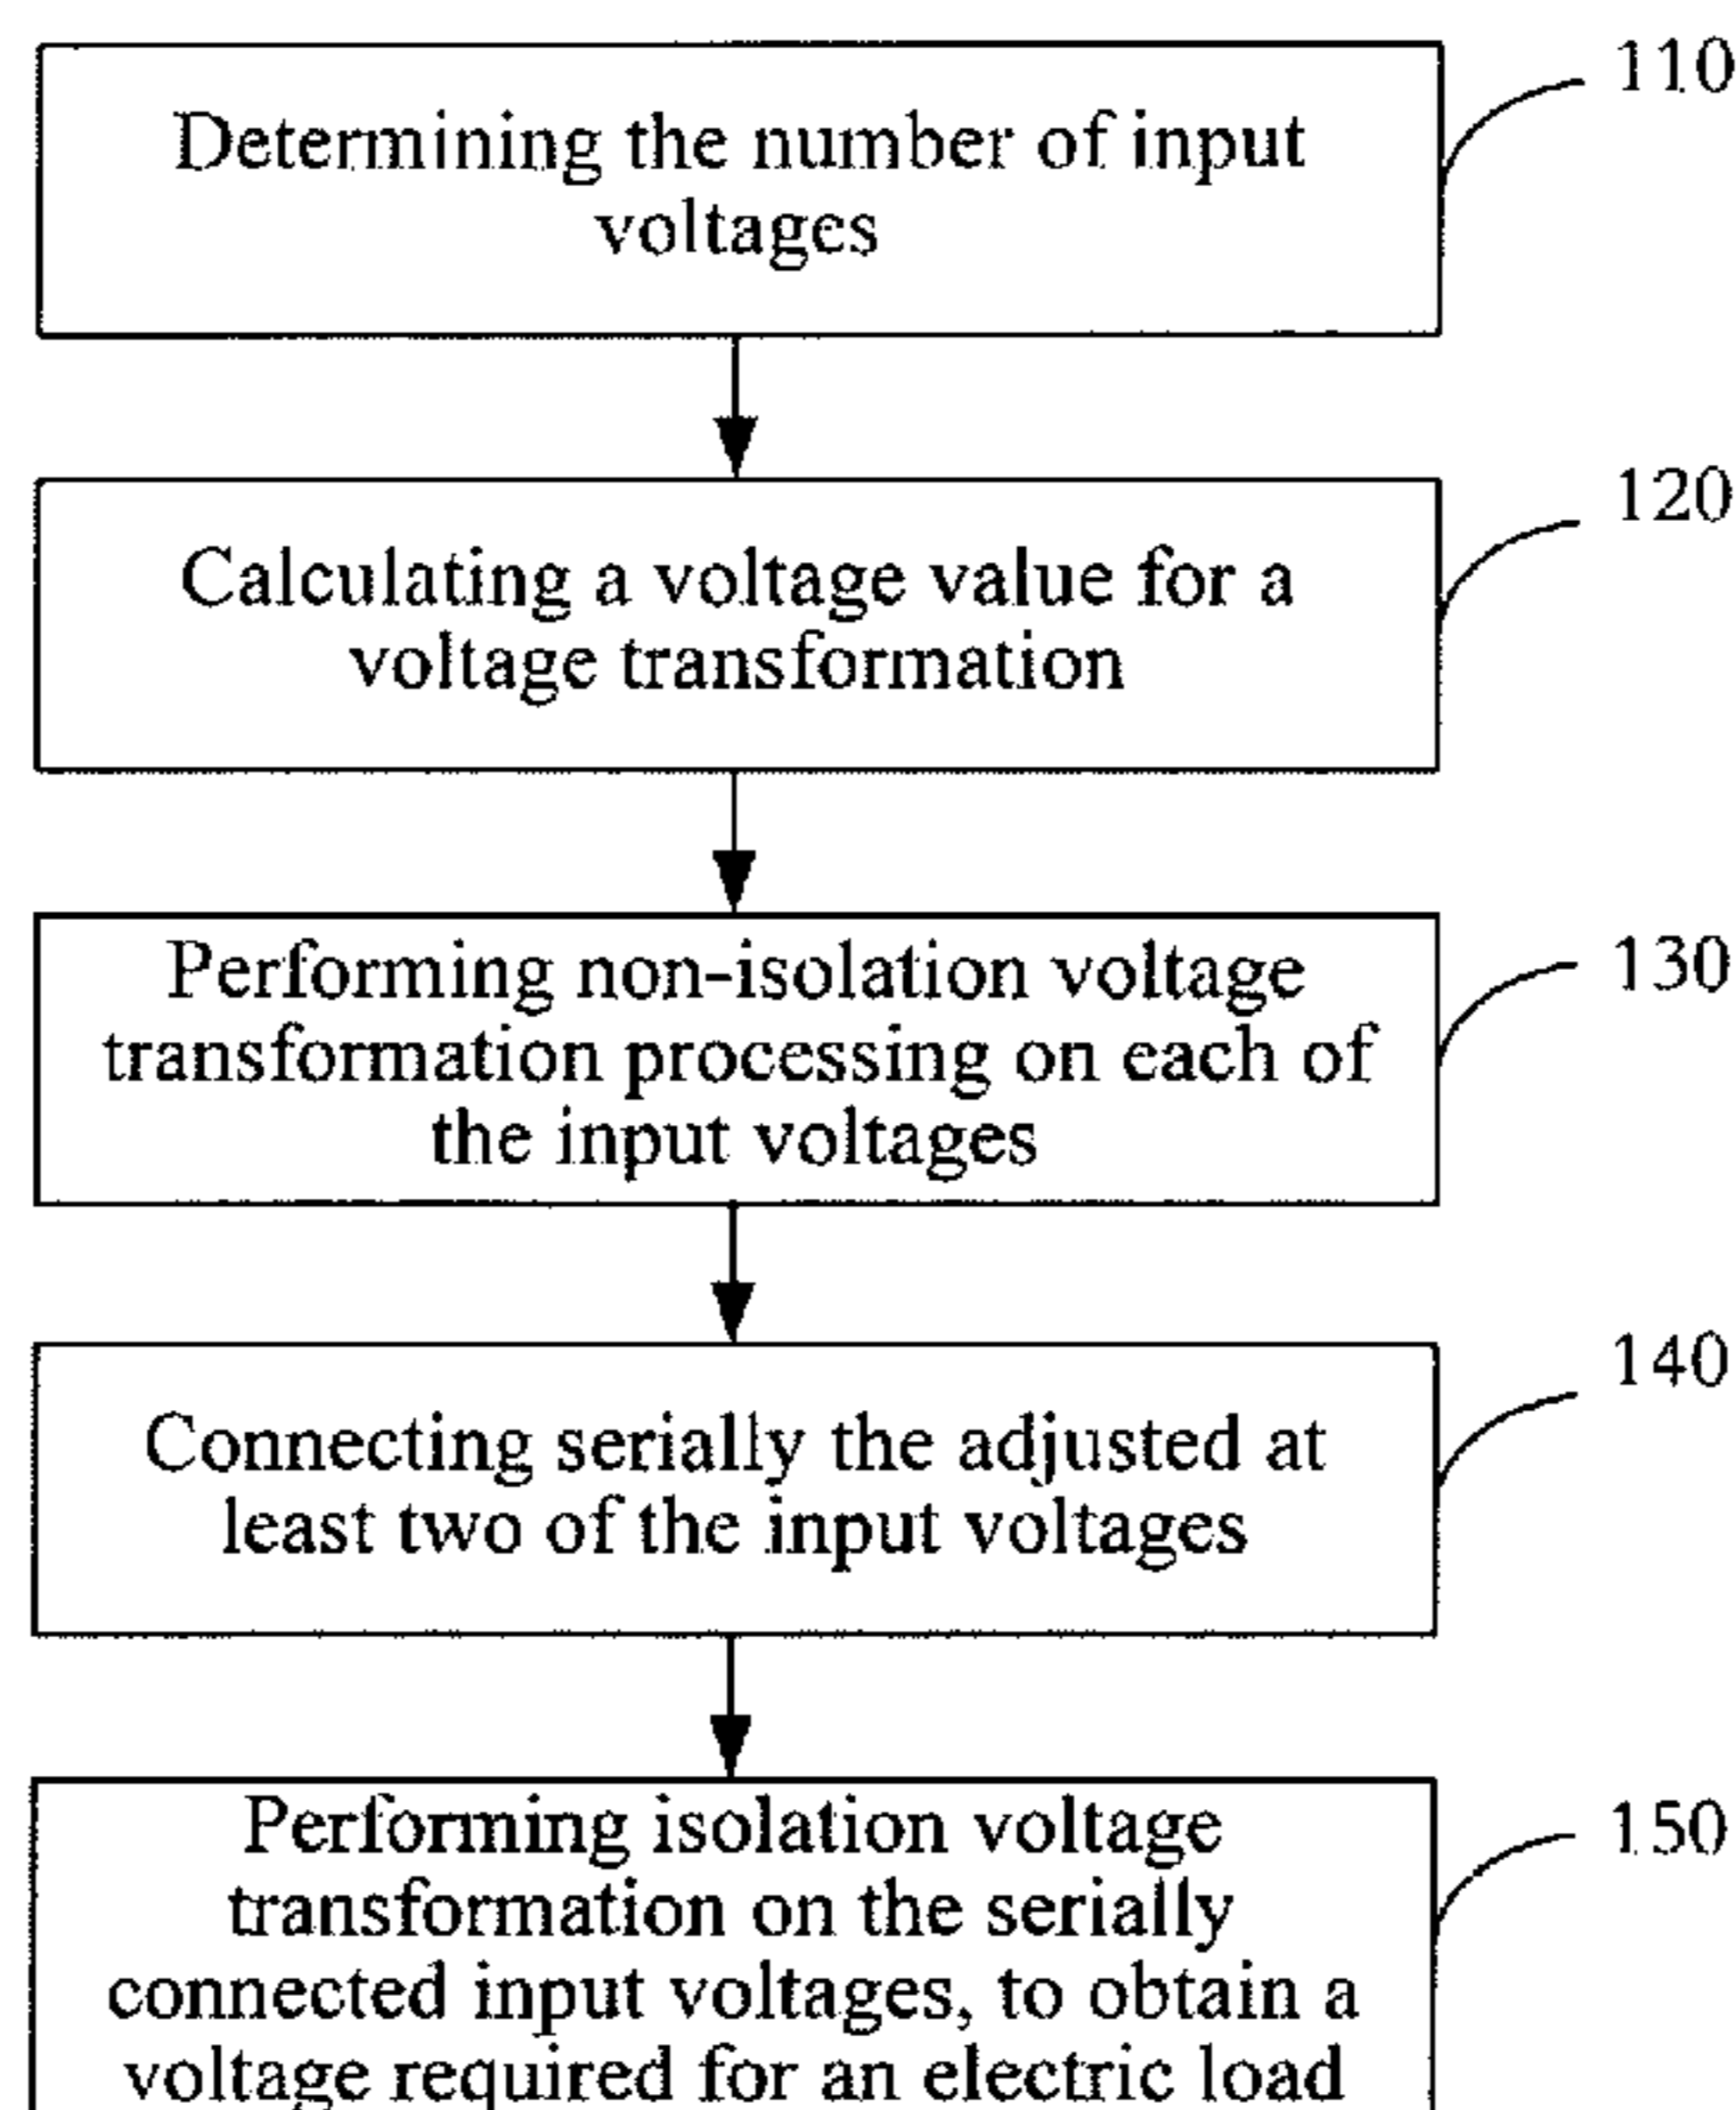 110
Determining the number of input
voltages
120
Calculating a voltage value for a
voltage transformation
130
Performing non-isolation voltage
transformation processing on each of
the input voltages
140
Connecting serially the adjusted at
least two of the input voltages
150
Performing isolation voltage
transformation on the serially
connected input voltages, to obtain a
voltage required for an electric load